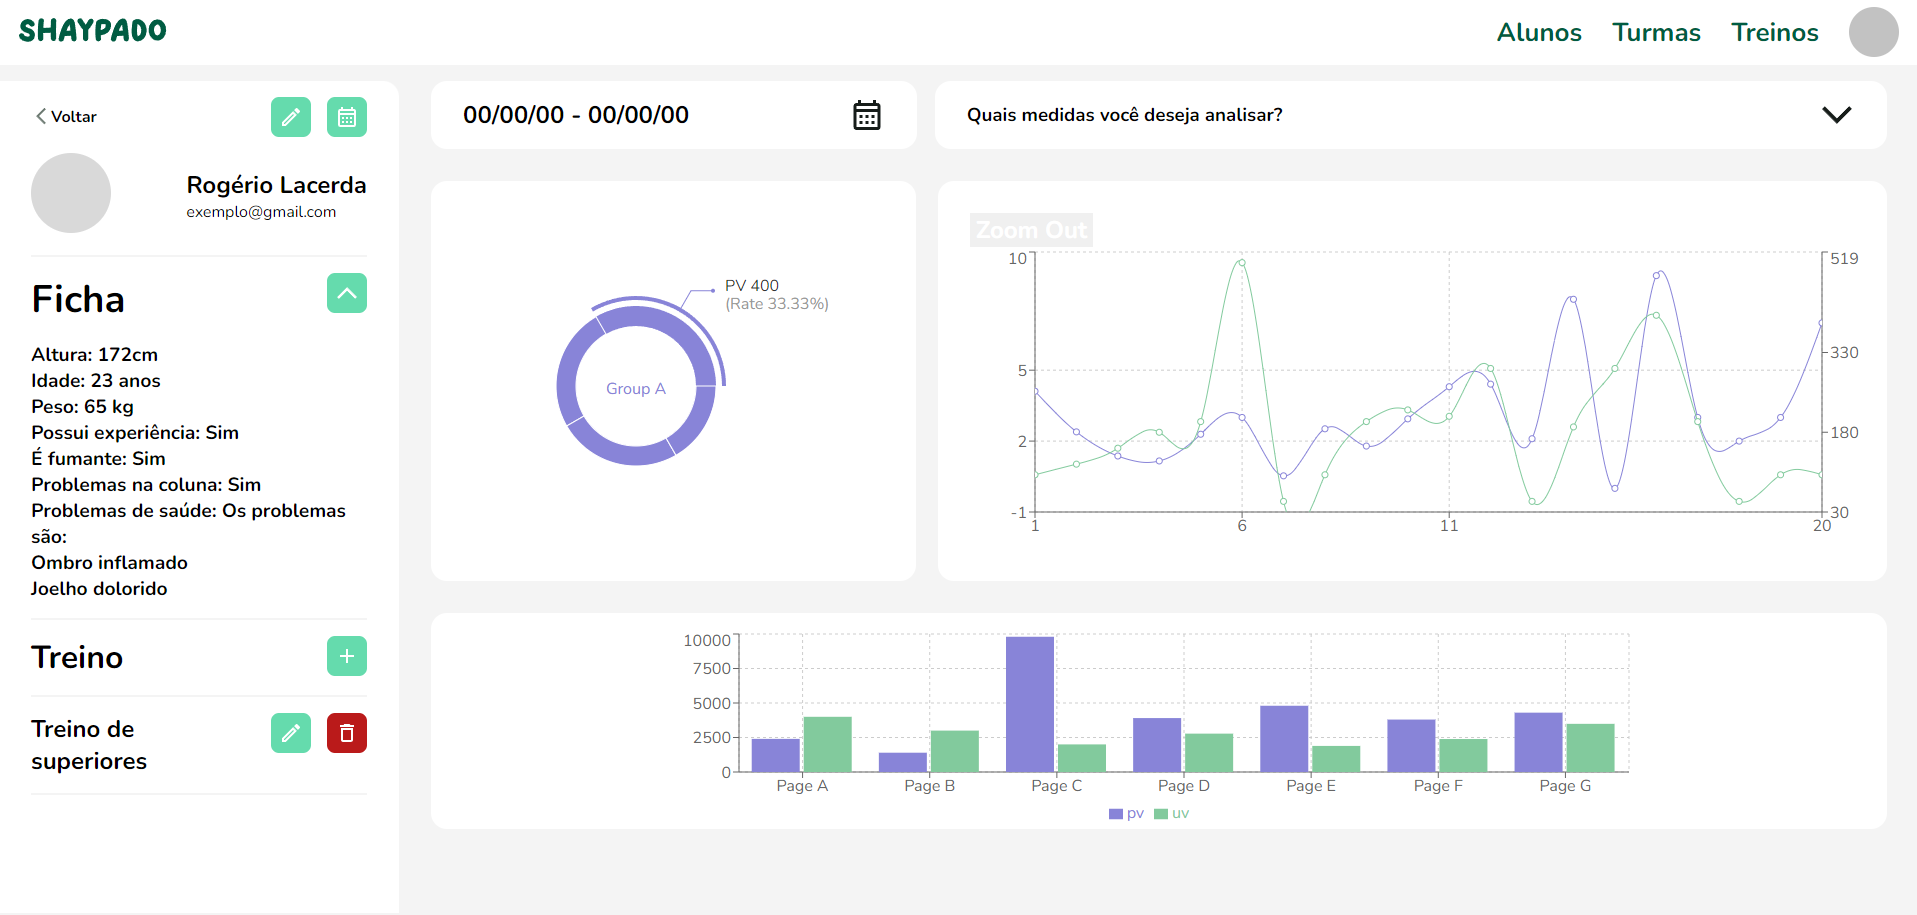 SHAYPADO
Alunos Turmas Treinos
Voltar
Rogério Lacerda
exemplo@gmail.com
Ficha
Altura: 172cm
Idade: 23 anos
Peso: 65 kg
Possui experiência: Sim
É fumante: Sim
Problemas na coluna: Sim
Problemas de saúde: Os problemas
são:
Ombro inflamado
Joelho dolorido
Treino
Treino de
superiores
00/00/00 - 00/00/00
Quais medidas você deseja analisar?
PV 400
(Rate 33.33%)
Group A
Zoom Out
10
5
2
-1
519
330
180
30
1 6 11 20
10000
7500
5000
2500
0
Page A Page B Page C Page D Page E Page F Page G
pv uv